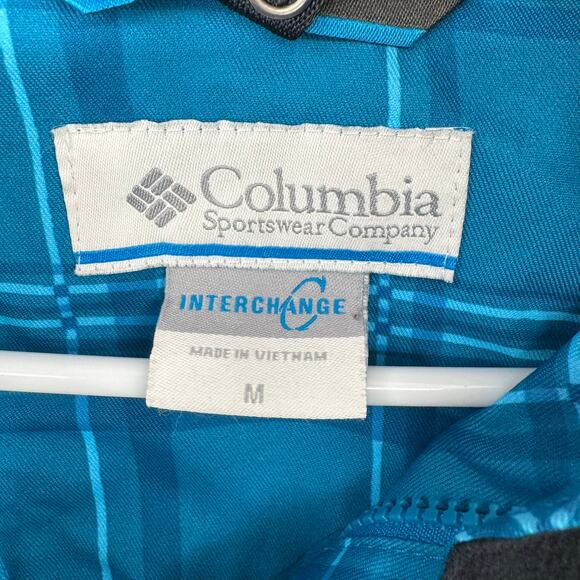 Columbia
Sportswear Company
INTERCHANGE
MADE IN VIETNAM
M